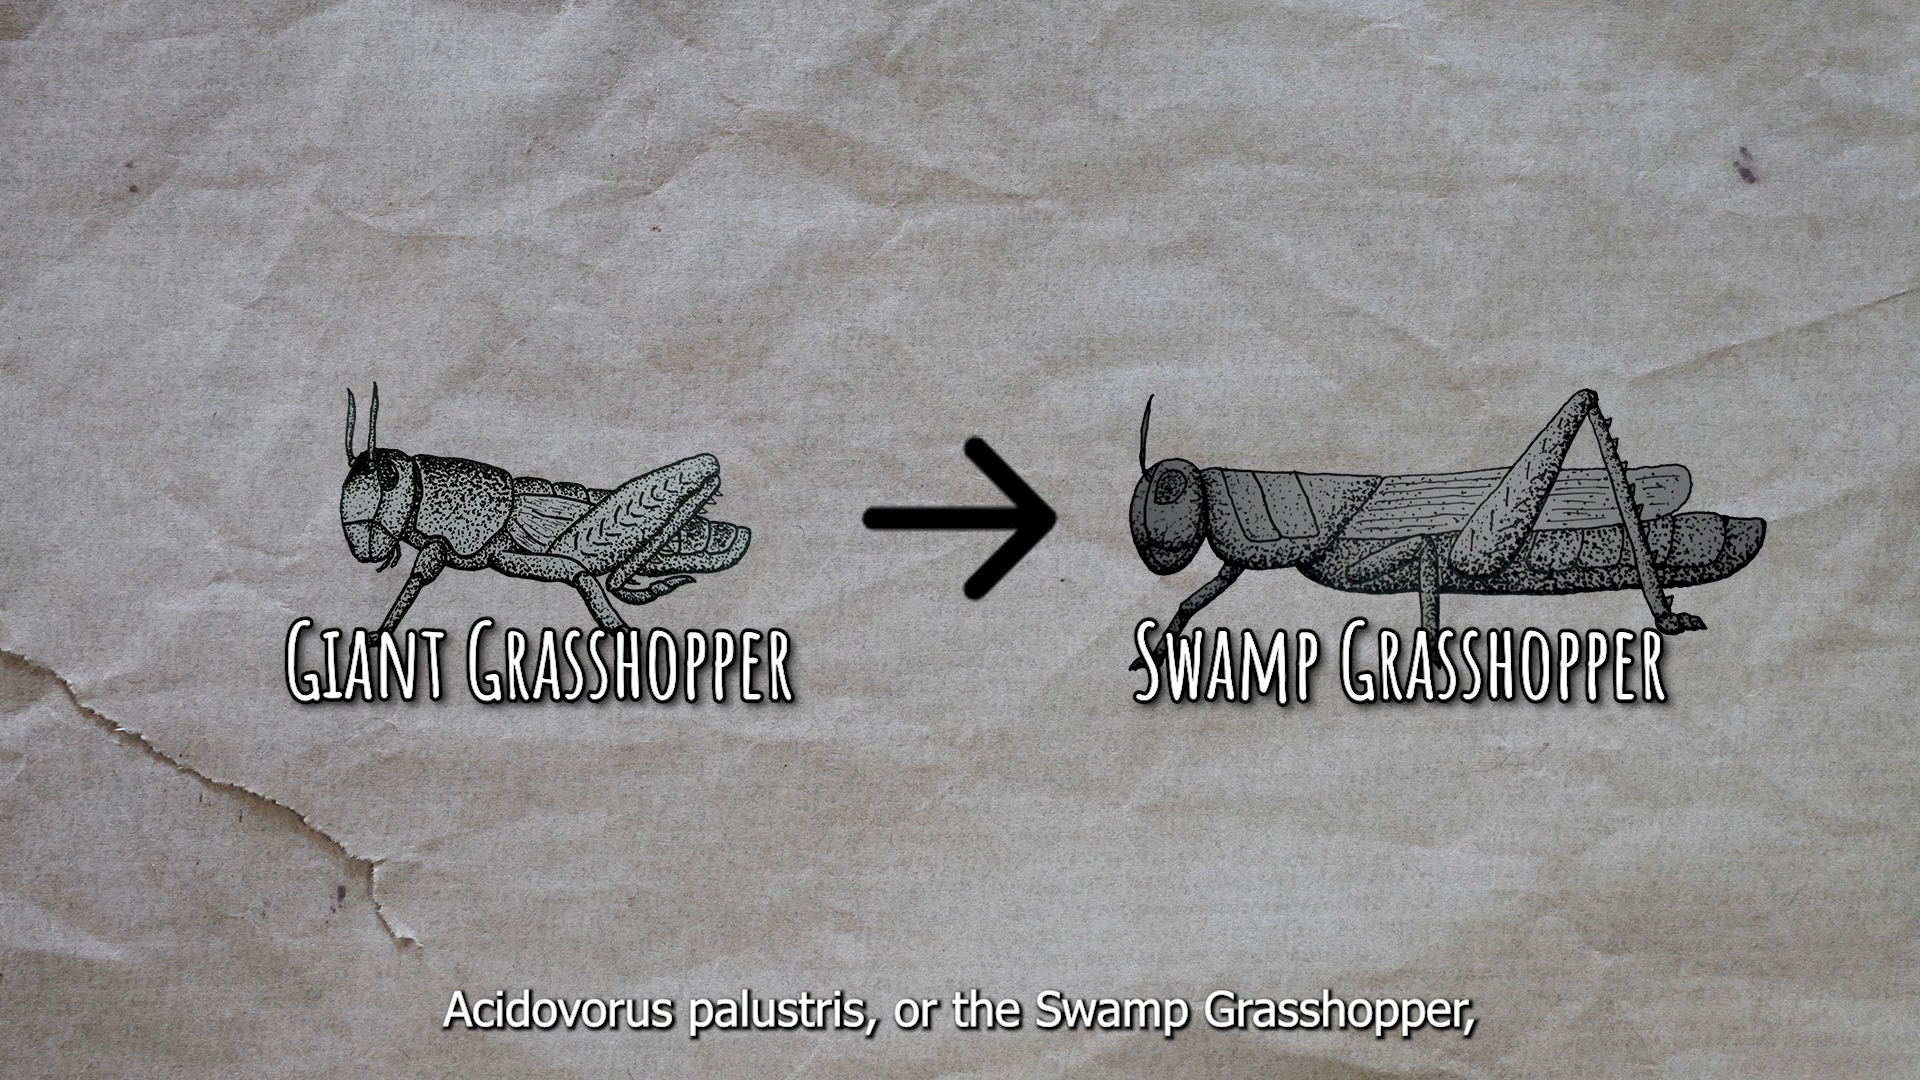 Giant Grasshopper
Swamp Grasshopper
Acidovorus palustris, or the Swamp Grasshopper,